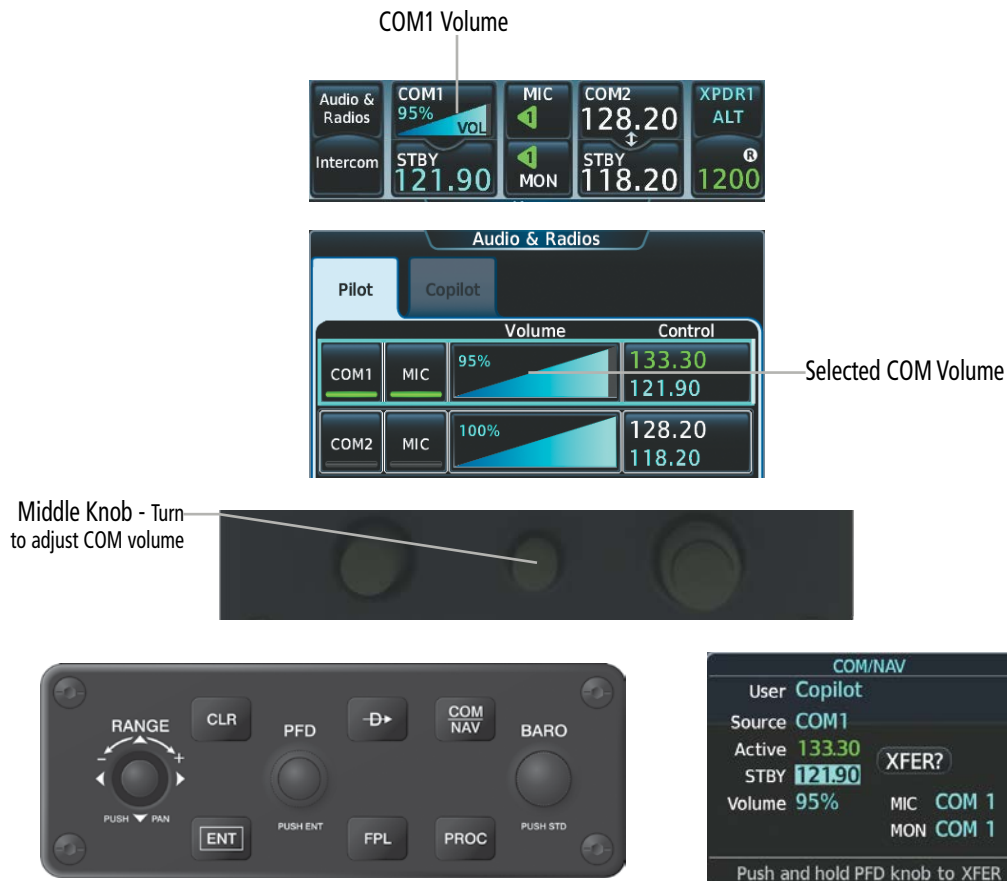 COM1 Volume
Audio & Radios
COM1
95%
VOL
MIC
1
COM2
128.20
XPDR1
ALT
Intercom
STBY
121.90
1
MON
STBY
118.20
R
1200
Audio & Radios
Pilot
Copilot
Volume
Control
COM1
MIC
95%
133.30
121.90
Selected COM Volume
COM2
MIC
100%
128.20
118.20
Middle Knob - Turn
to adjust COM volume
RANGE
- +
PUSH PAN
CLR
ENT
PFD
PUSH ENT
D
FPL
COM
NAV
PROC
BARO
PUSH STD
COM/NAV
User Copilot
Source COM1
Active 133.30
XFER?
STBY 121.90
Volume 95%
MIC COM 1
MON COM 1
Push and hold PFD knob to XFER